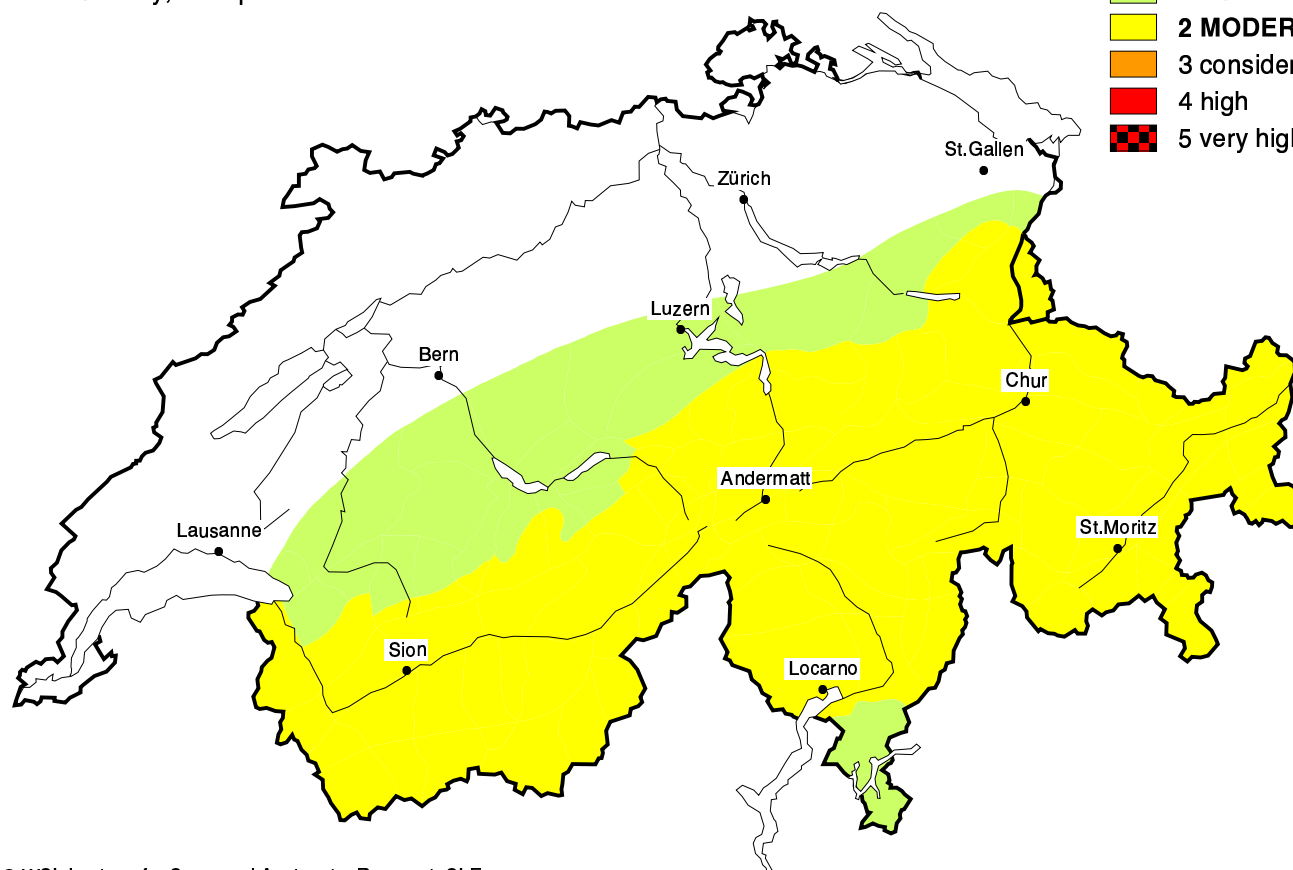 2 MODER
3 consider
4 high
5 very high
St.Gallen
Zürich
Luzern
Bern
Chur
Andermatt
Lausanne
St.Moritz
Sion
Locarno